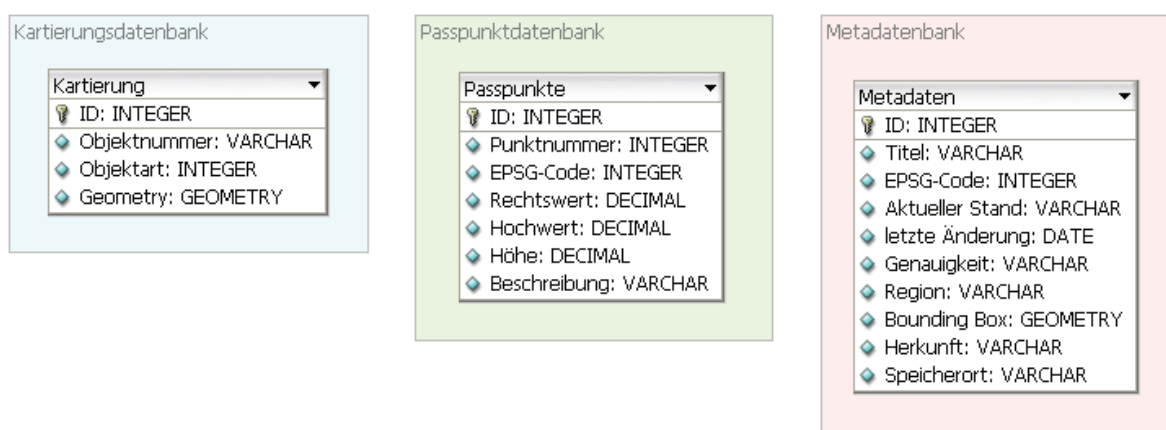 Kartierungsdatenbank
Kartierung
ID: INTEGER
Objektnummer: VARCHAR
Objektart: INTEGER
Geometry: GEOMETRY
Passpunktdatenbank
Passpunkte
ID: INTEGER
Punktnummer: INTEGER
EPSG-Code: INTEGER
Rechtswert: DECIMAL
Hochwert: DECIMAL
Höhe: DECIMAL
Beschreibung: VARCHAR
Metadatenbank
Metadaten
ID: INTEGER
Titel: VARCHAR
EPSG-Code: INTEGER
Aktueller Stand: VARCHAR
letzte Änderung: DATE
Genauigkeit: VARCHAR
Region: VARCHAR
Bounding Box: GEOMETRY
Herkunft: VARCHAR
Speicherort: VARCHAR